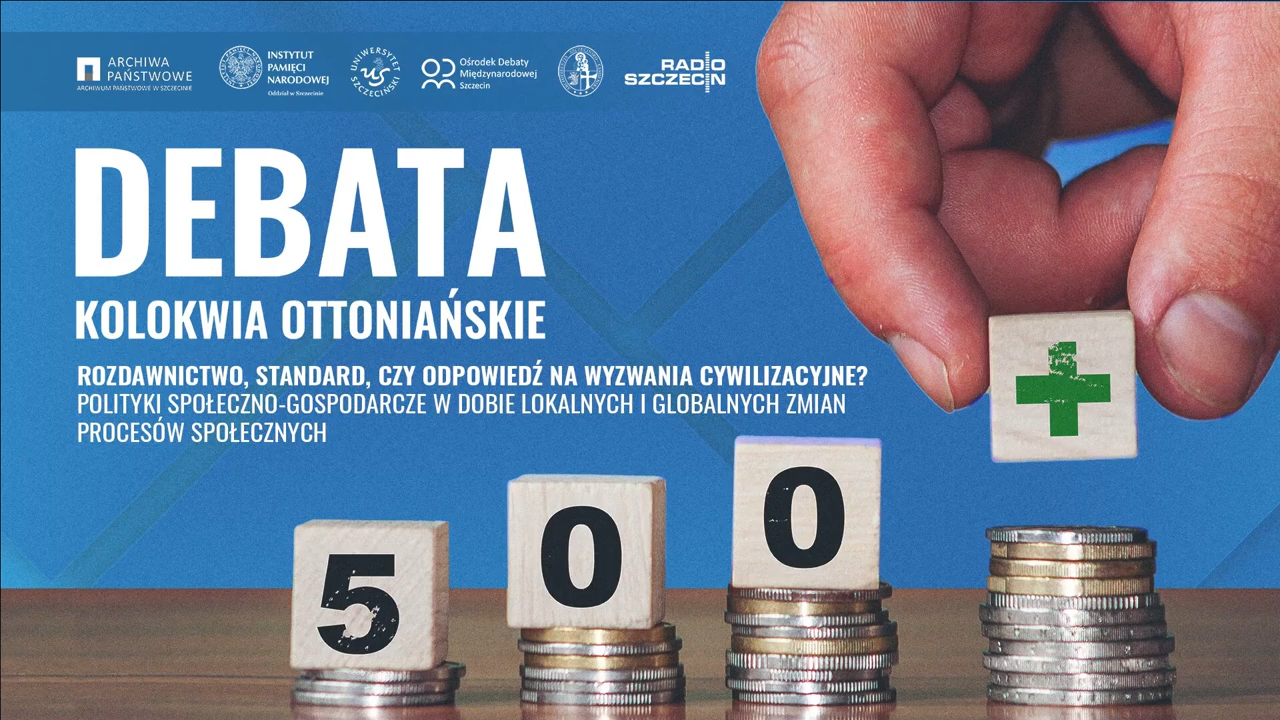 ARCHIWA
PAŃSTWOWE
ARCHIWUM PAŃSTWOWE W SZCZECINIE
INSTYTUT
PAMIĘCI
NARODOWEJ
Oddział w Szczecinie
UNIWERSYTET
SZCZECIŃSKI
US
Ośrodek Debaty
Międzynarodowej
Szczecin
RADIO
SZCZECIN
DEBATA
KOLOKWIA OTTONIAŃSKIE
ROZDAWNICTWO, STANDARD, CZY ODPOWIEDŹ NA WYZWANIA CYWILIZACYJNE?
POLITYKI SPOŁECZNO-GOSPODARCZE W DOBIE LOKALNYCH I GLOBALNYCH ZMIAN
PROCESÓW SPOŁECZNYCH
5 0 0 +